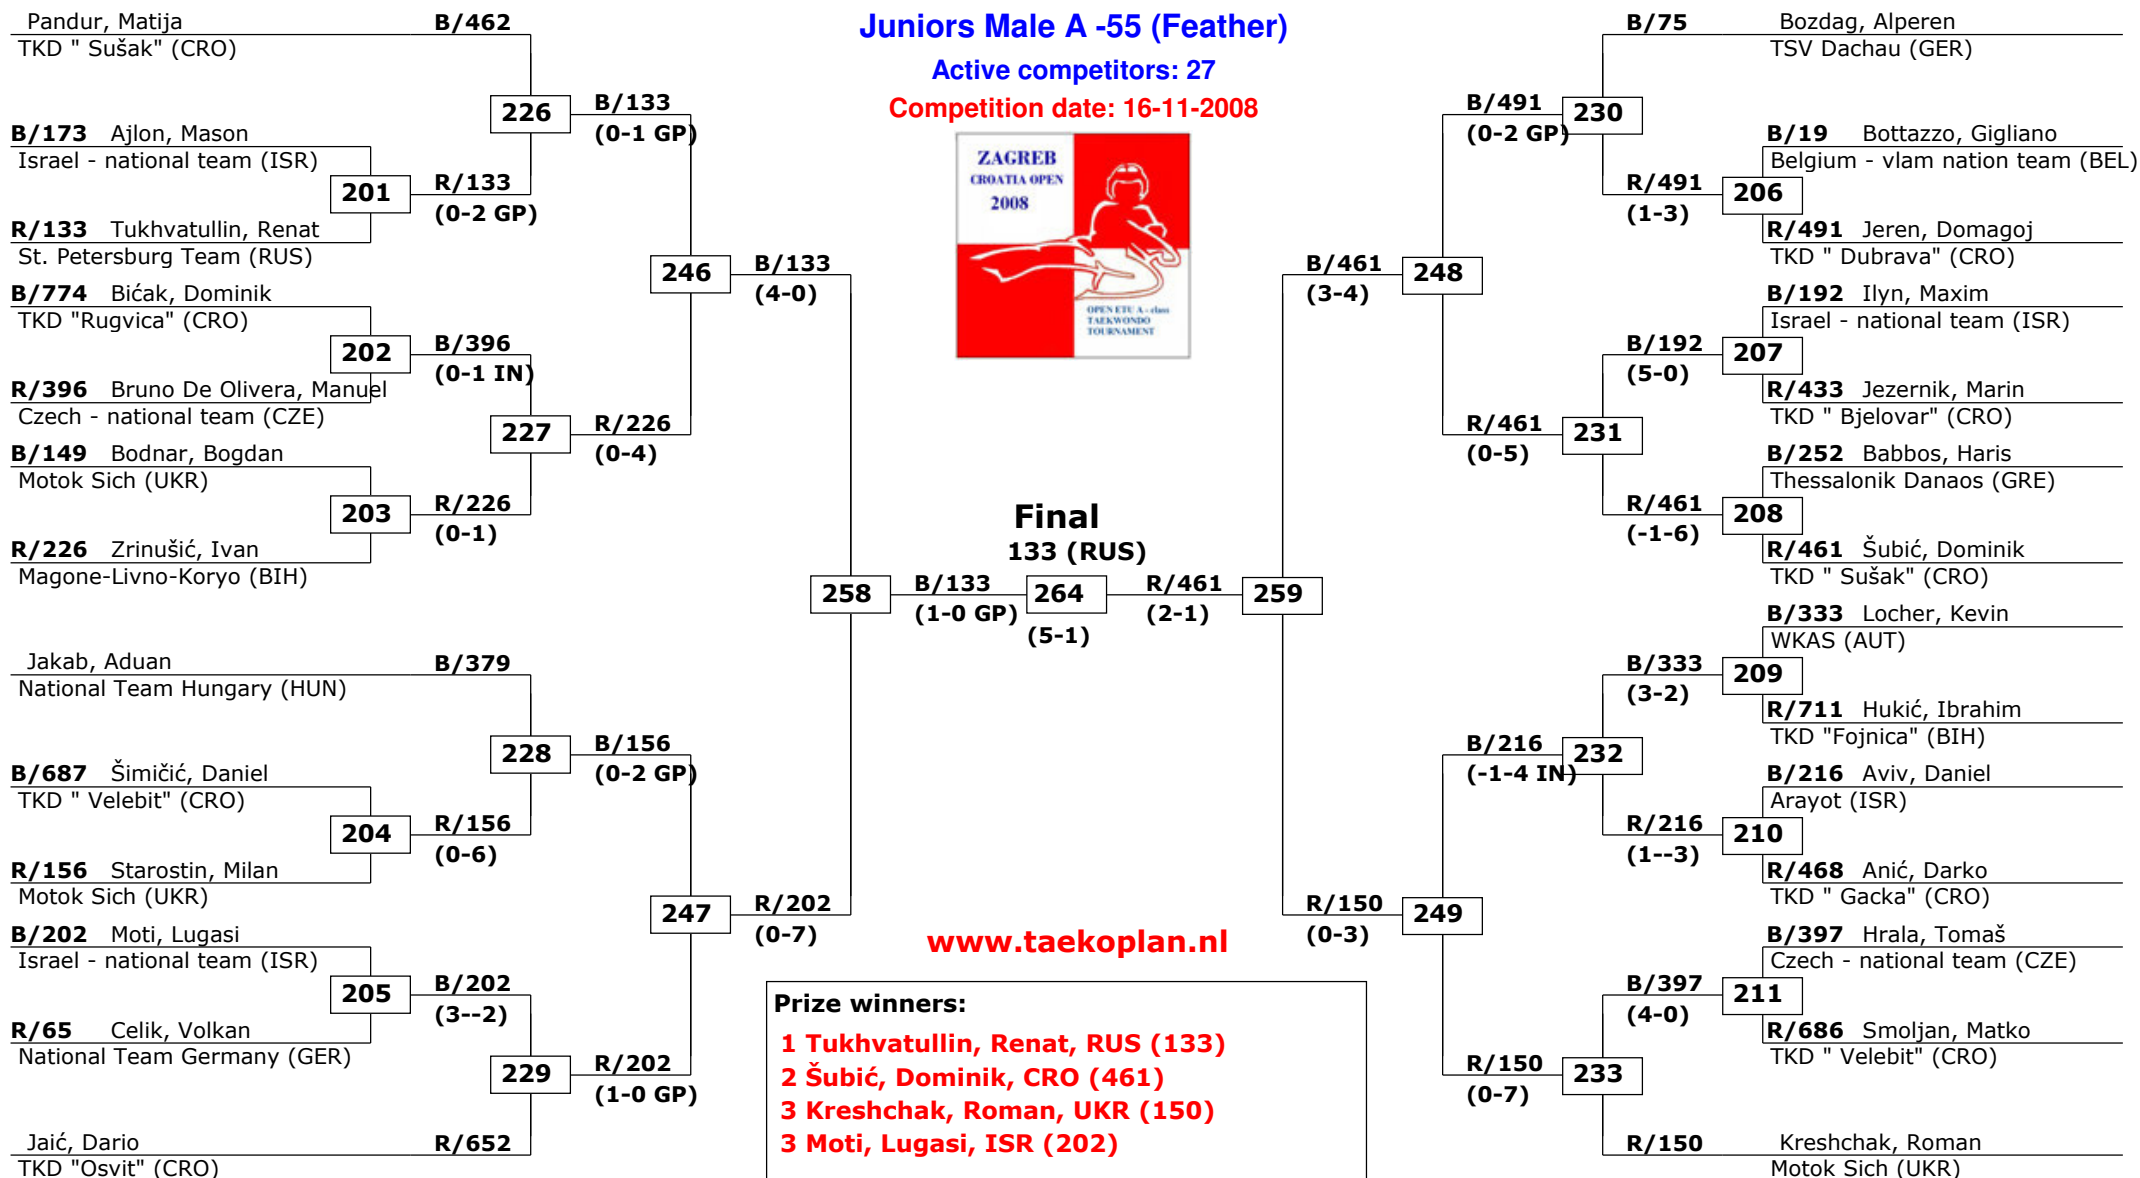 Juniors Male A -55 (Feather)
Active competitors: 27
Competition date: 16-11-2008
ZAGREB
CROATIA OPEN
2008
OPEN ETU A - class
TAEKWONDO
TOURNAMENT
Pandur, Matija B/462
TKD " Sušak" (CRO)
226
B/133
(0-1 GP)
B/173 Ajlon, Mason
Israel - national team (ISR)
201
R/133
(0-2 GP)
R/133 Tukhvatullin, Renat
St. Petersburg Team (RUS)
246
B/133
(4-0)
B/774 Bićak, Dominik
TKD "Rugvica" (CRO)
202
B/396
(0-1 IN)
R/396 Bruno De Olivera, Manuel
Czech - national team (CZE)
227
R/226
(0-4)
B/149 Bodnar, Bogdan
Motok Sich (UKR)
203
R/226
(0-1)
R/226 Zrinušić, Ivan
Magone-Livno-Koryo (BIH)
258
B/133
(1-0 GP)
Final
133 (RUS)
264
(5-1)
R/461
(2-1)
259
Jakab, Aduan B/379
National Team Hungary (HUN)
228
B/156
(0-2 GP)
B/687 Šimičić, Daniel
TKD " Velebit" (CRO)
204
R/156
(0-6)
R/156 Starostin, Milan
Motok Sich (UKR)
247
R/202
(0-7)
B/202 Moti, Lugasi
Israel - national team (ISR)
205
B/202
(3--2)
R/65 Celik, Volkan
National Team Germany (GER)
229
R/202
(1-0 GP)
Jaić, Dario R/652
TKD "Osvit" (CRO)
B/75 Bozdag, Alperen
TSV Dachau (GER)
B/491
(0-2 GP)
230
B/19 Bottazzo, Gigliano
Belgium - vlam nation team (BEL)
R/491
(1-3)
206
R/491 Jeren, Domagoj
TKD " Dubrava" (CRO)
B/461
(3-4)
248
B/192 Ilyn, Maxim
Israel - national team (ISR)
B/192
(5-0)
207
R/433 Jezernik, Marin
TKD " Bjelovar" (CRO)
R/461
(0-5)
231
B/252 Babbos, Haris
Thessalonik Danaos (GRE)
R/461
(-1-6)
208
R/461 Šubić, Dominik
TKD " Sušak" (CRO)
B/333 Locher, Kevin
WKAS (AUT)
B/333
(3-2)
209
R/711 Hukić, Ibrahim
TKD "Fojnica" (BIH)
B/216
(-1-4 IN)
232
B/216 Aviv, Daniel
Arayot (ISR)
R/216
(1--3)
210
R/468 Anić, Darko
TKD " Gacka" (CRO)
R/150
(0-3)
249
B/397 Hrala, Tomaš
Czech - national team (CZE)
B/397
(4-0)
211
R/686 Smoljan, Matko
TKD " Velebit" (CRO)
R/150
(0-7)
233
R/150 Kreshchak, Roman
Motok Sich (UKR)
www.taekoplan.nl
Prize winners:
1 Tukhvatullin, Renat, RUS (133)
2 Šubić, Dominik, CRO (461)
3 Kreshchak, Roman, UKR (150)
3 Moti, Lugasi, ISR (202)